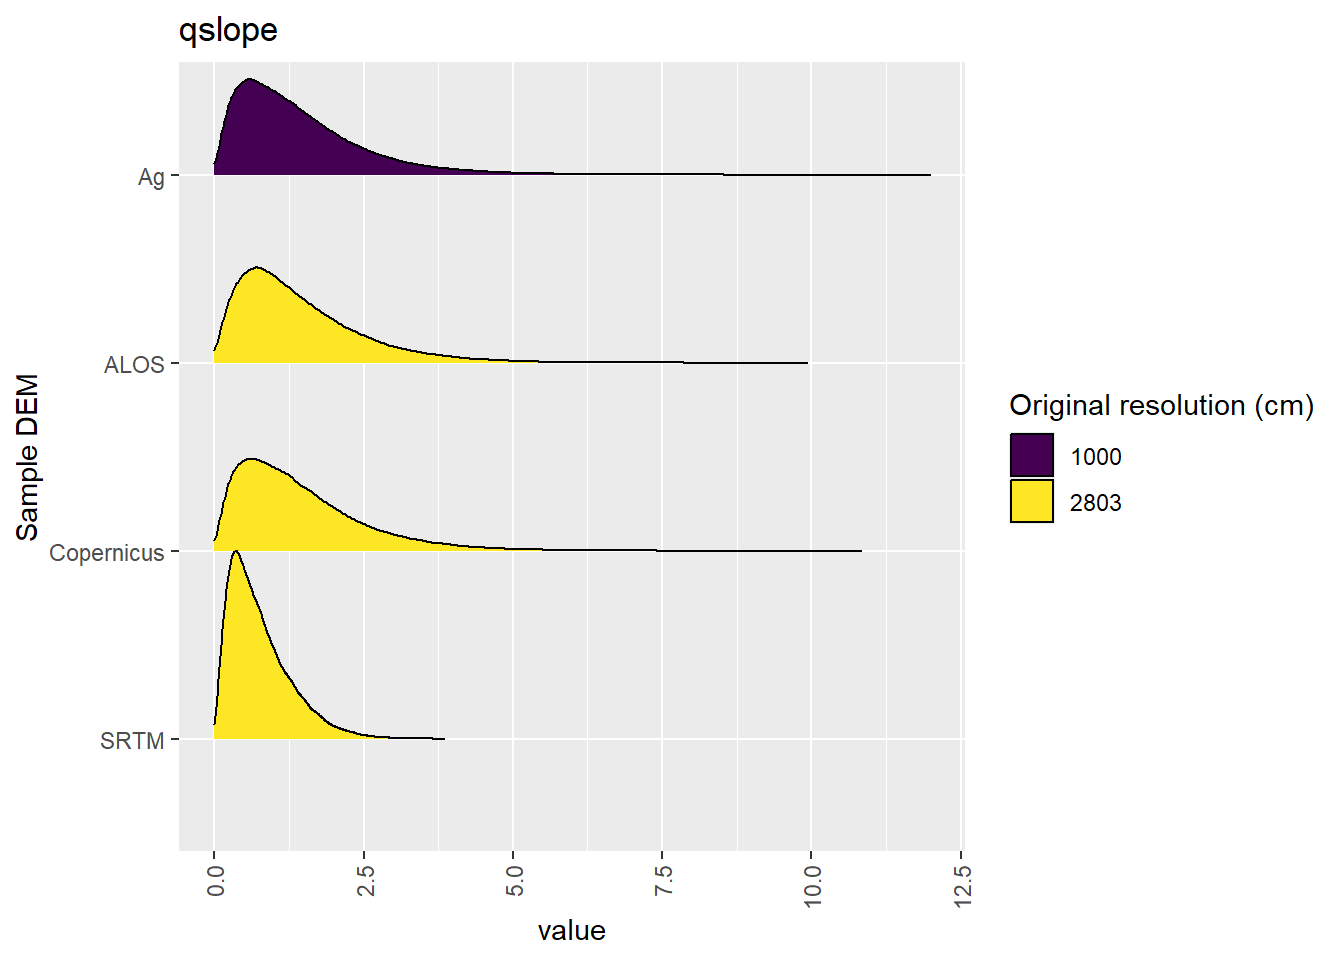 qslope
Sample DEM
Ag
ALOS
Copernicus
SRTM
0.0
2.5
5.0
7.5
10.0
12.5
value
Original resolution (cm)
1000
2803